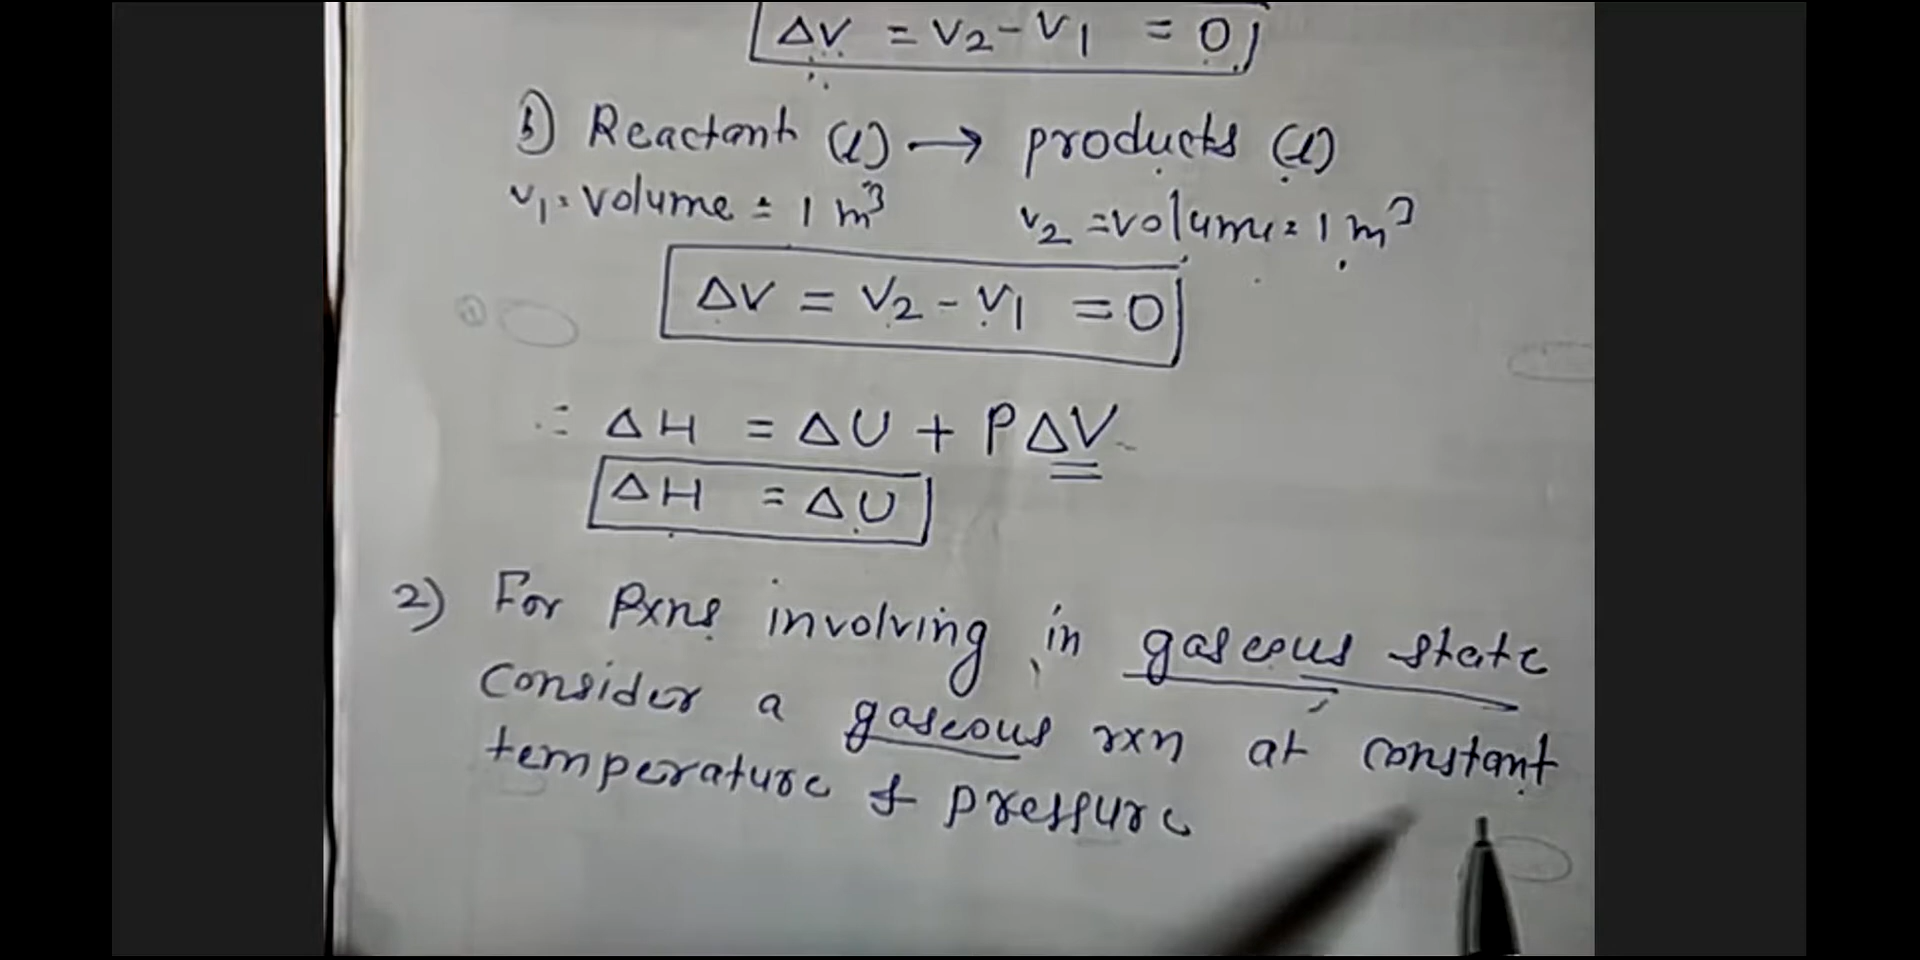 ΔV = V2 - V1 = 0
b) Reactant (l) → products (l)
V1 = volume = 1 m³ V2 = volume = 1 m³
ΔV = V2 - V1 = 0
∴ ΔH = ΔU + PΔV
ΔH = ΔU
2) For Rxns involving in gaseous state
Consider a gaseous rxn at constant
temperature & pressure